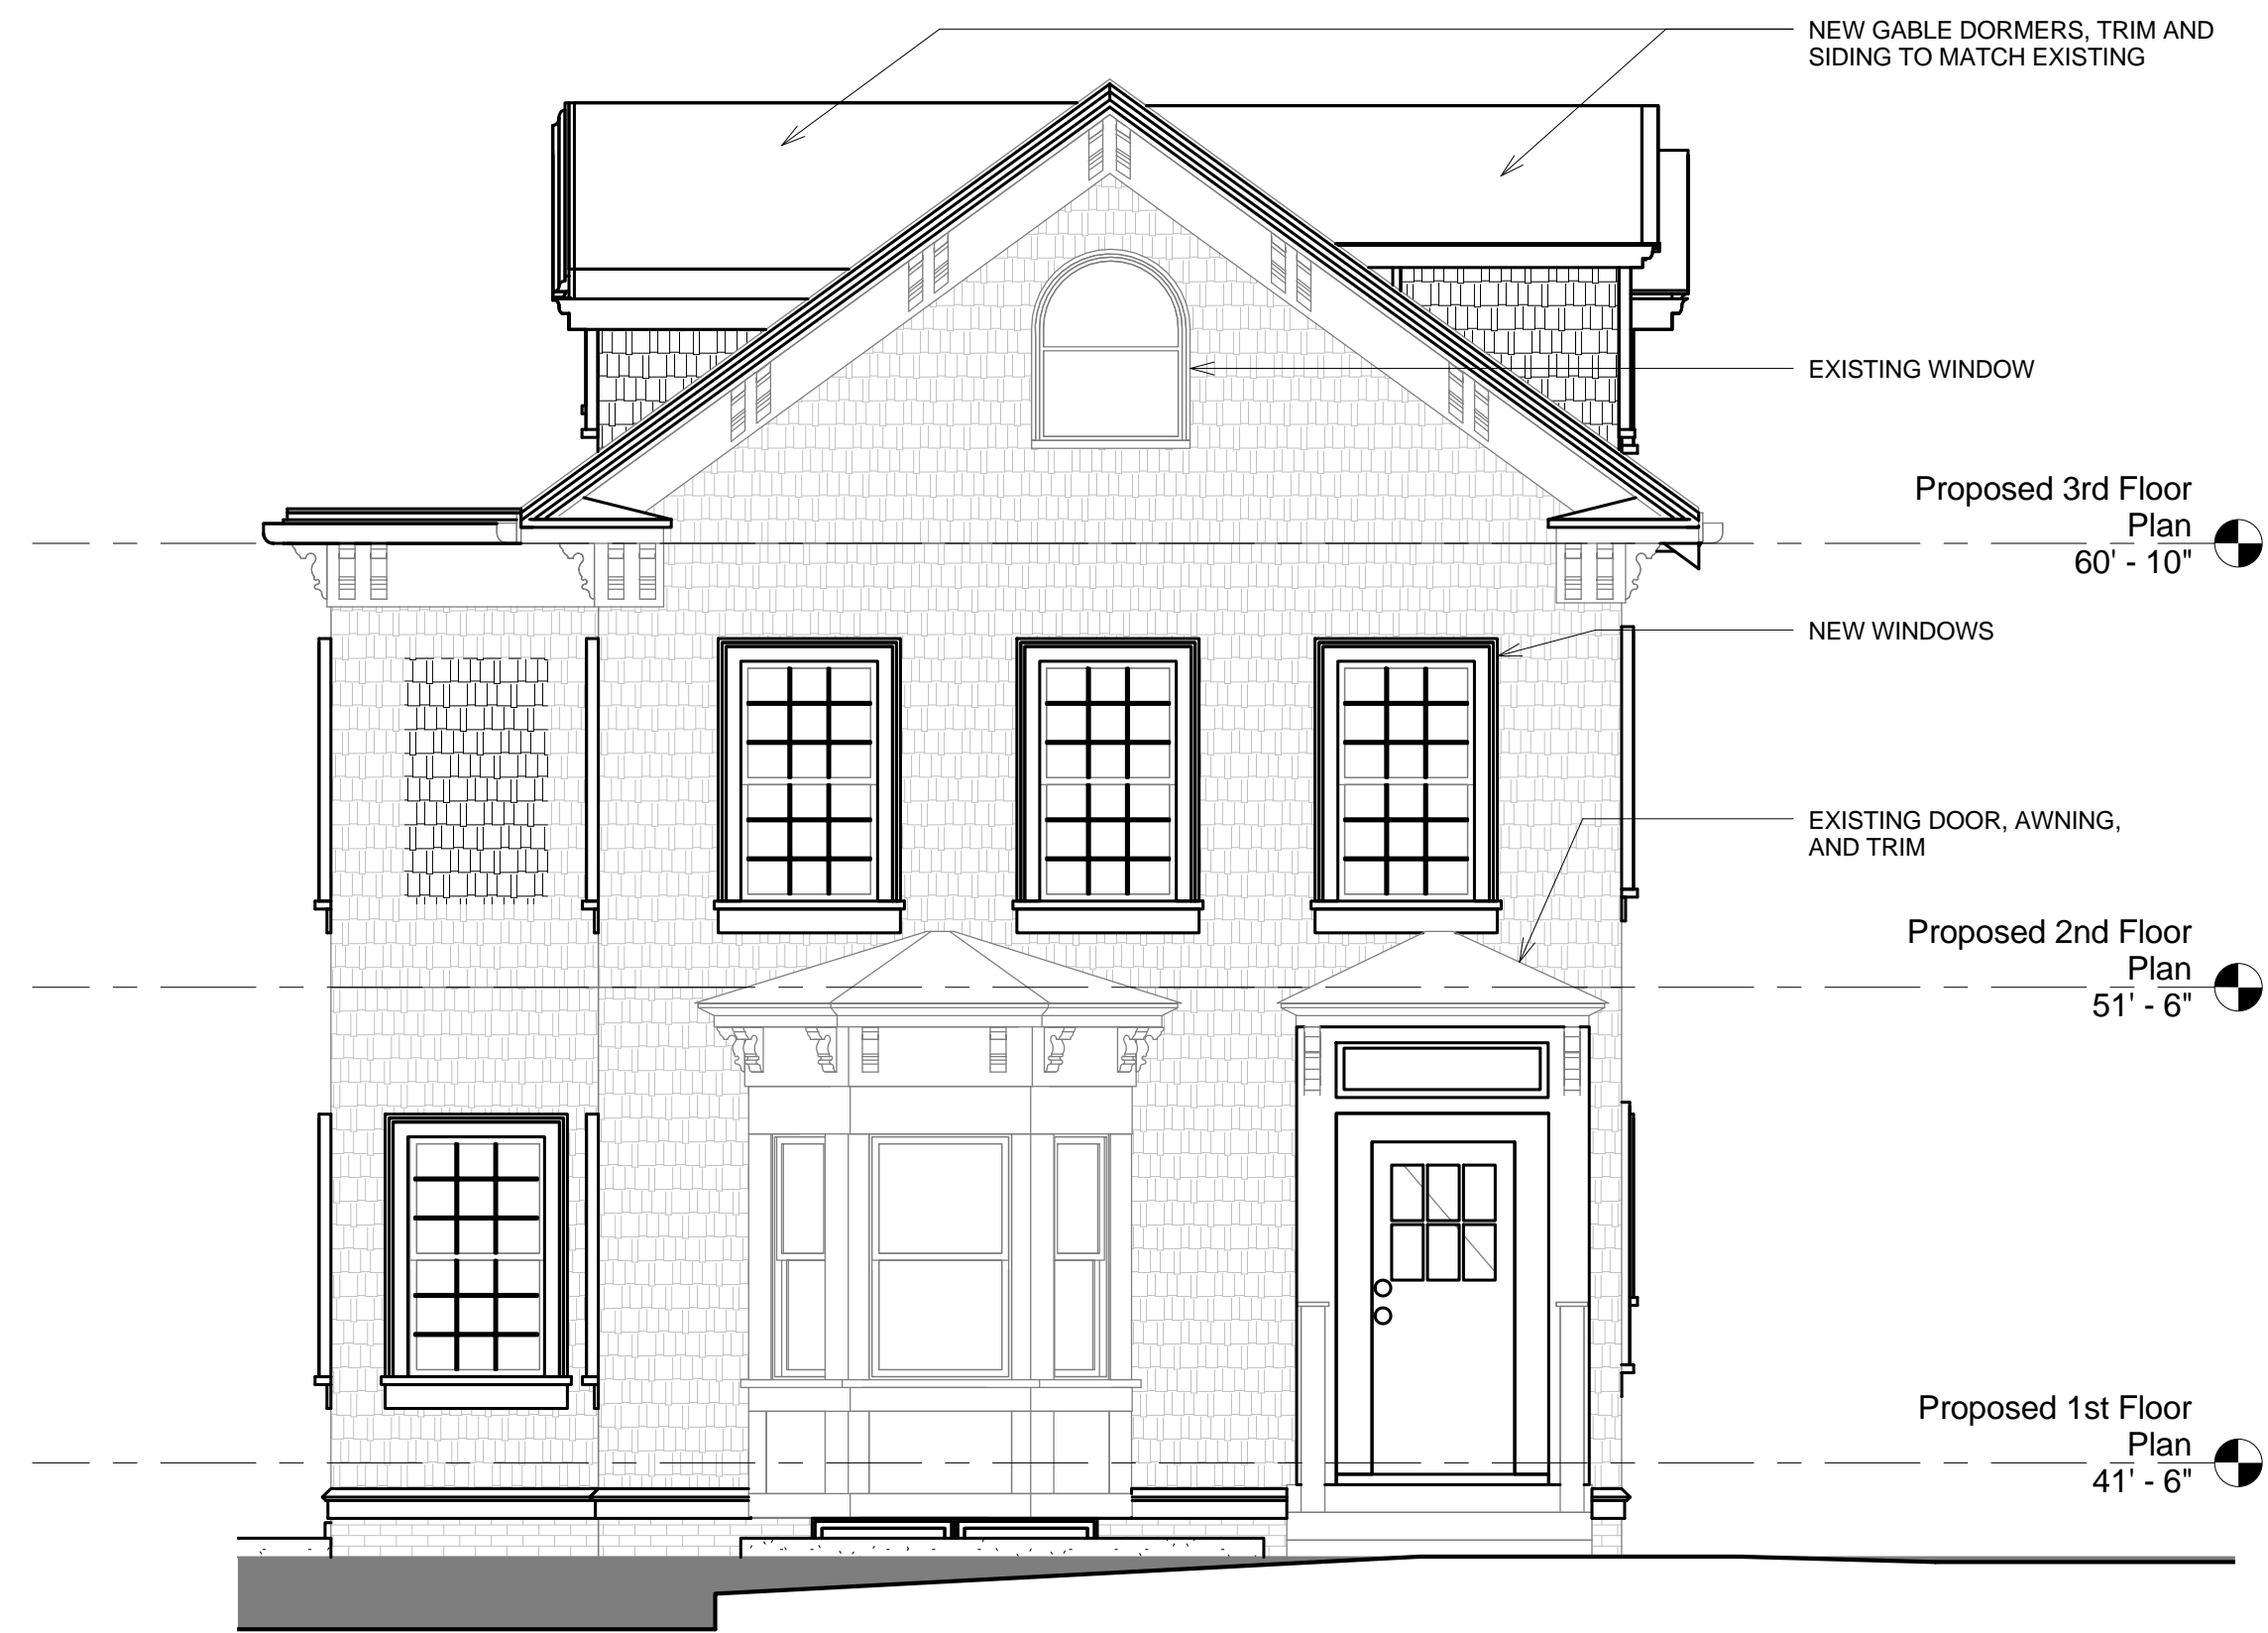 NEW GABLE DORMERS, TRIM AND
SIDING TO MATCH EXISTING
EXISTING WINDOW
Proposed 3rd Floor
Plan
60' - 10"
NEW WINDOWS
EXISTING DOOR, AWNING,
AND TRIM
Proposed 2nd Floor
Plan
51' - 6"
Proposed 1st Floor
Plan
41' - 6"